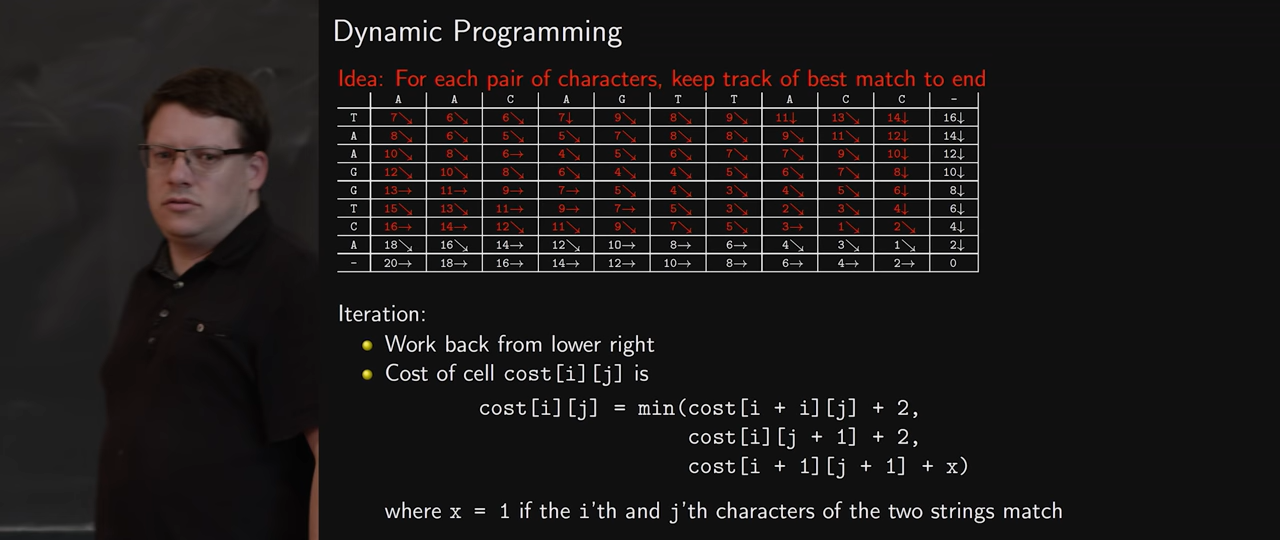 Dynamic Programming
Idea: For each pair of characters, keep track of best match to end
A A C A G T T A C C -
T 7↘ 6↘ 6↘ 7↓ 9↘ 8↘ 9↘ 11↓ 13↘ 14↓ 16↓
A 8↘ 6↘ 5↘ 5↘ 7↘ 8↘ 8↘ 9↘ 11↘ 12↓ 14↓
A 10↘ 8↘ 6→ 4↘ 5↘ 6↘ 7↘ 7↘ 9↘ 10↓ 12↓
G 12↘ 10↘ 8↘ 6↘ 4↘ 4↘ 5↘ 6↘ 7↘ 8↓ 10↓
G 13→ 11→ 9→ 7→ 5↘ 4↘ 3↘ 4↘ 5↘ 6↓ 8↓
T 15↘ 13↘ 11→ 9→ 7→ 5↘ 3↘ 2↘ 3↘ 4↓ 6↓
C 16→ 14→ 12↘ 11↘ 9↘ 7↘ 5↘ 3→ 1↘ 2↘ 4↓
A 18↘ 16↘ 14→ 12↘ 10→ 8→ 6→ 4↘ 3↘ 1↘ 2↓
- 20→ 18→ 16→ 14→ 12→ 10→ 8→ 6→ 4→ 2→ 0
Iteration:
Work back from lower right
Cost of cell cost[i][j] is
cost[i][j] = min(cost[i + i][j] + 2,
cost[i][j + 1] + 2,
cost[i + 1][j + 1] + x)
where x = 1 if the i'th and j'th characters of the two strings match